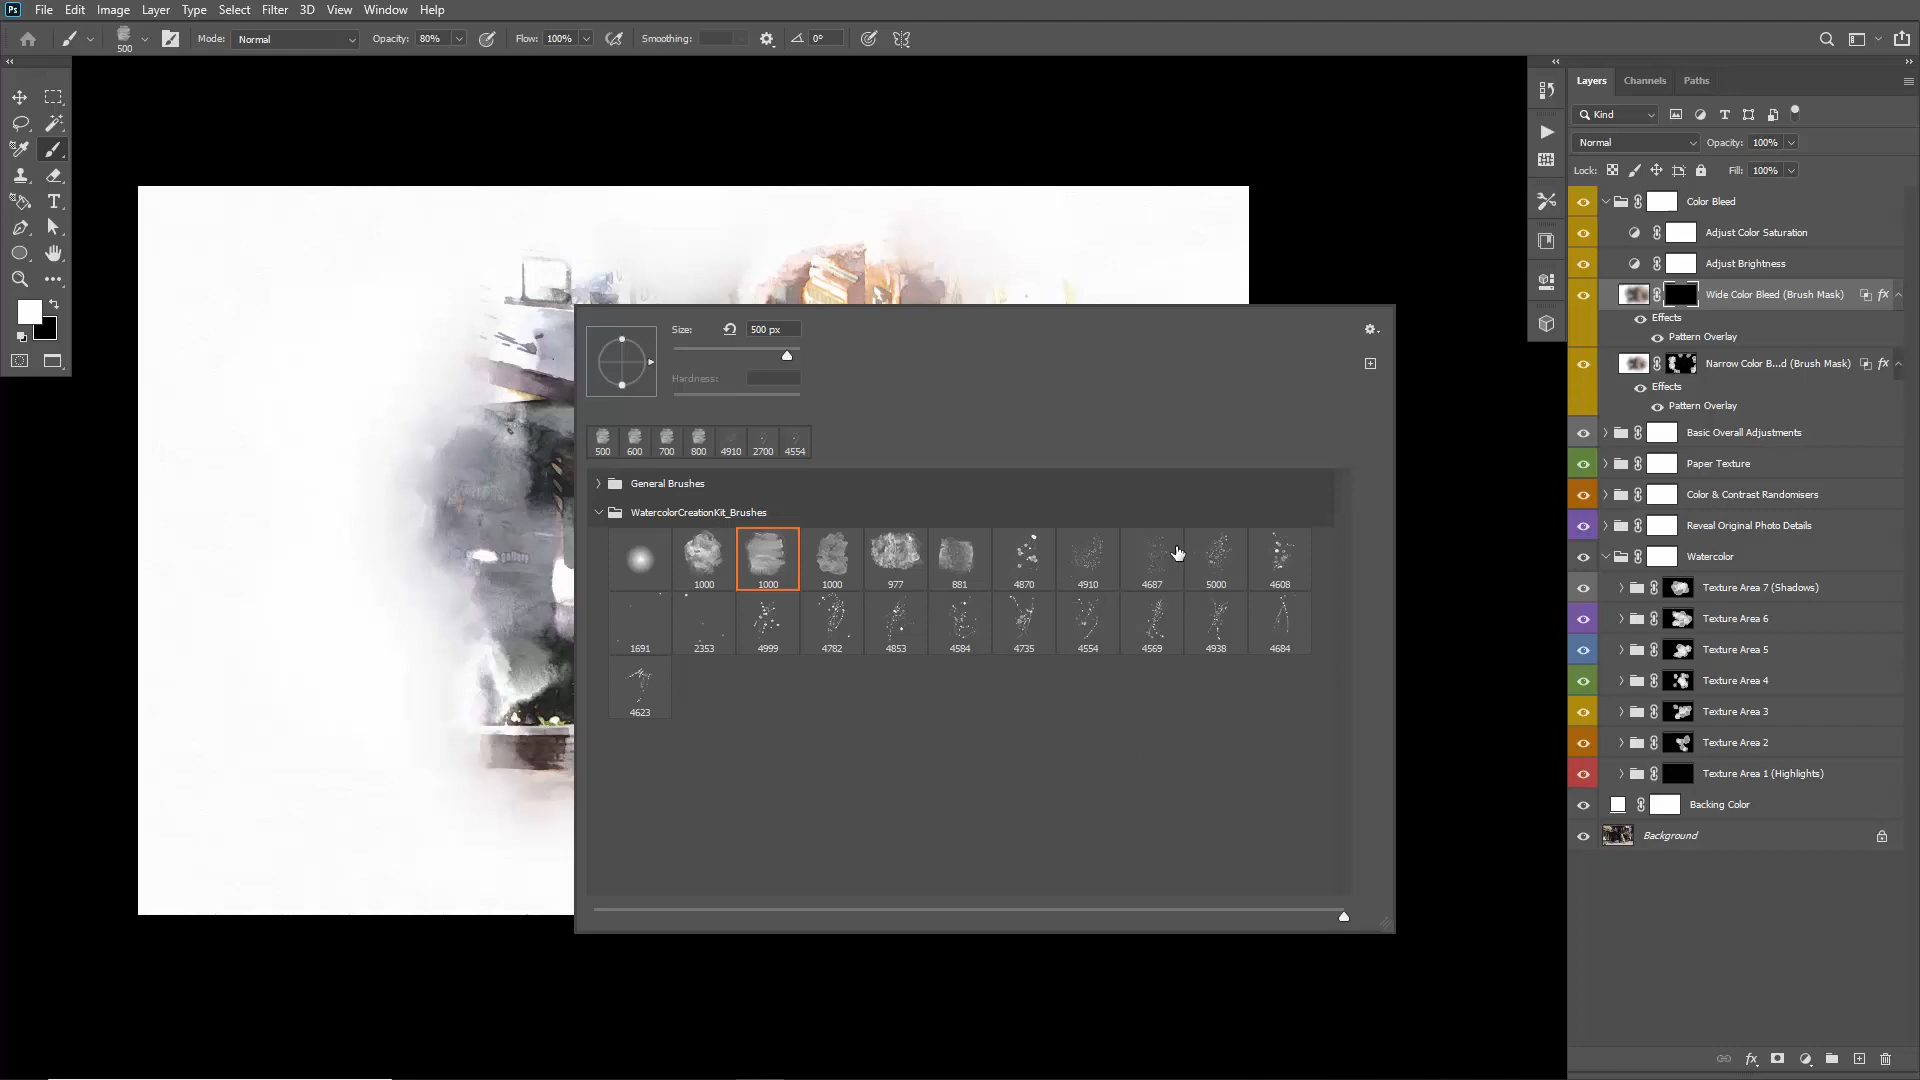 Ps File Edit Image Layer Type Select Filter 3D View Window Help
500 Mode: Normal Opacity: 80% Flow: 100% Smoothing: 0°
Layers Channels Paths
Kind
Normal Opacity: 100%
Lock: Fill: 100%
Color Bleed
Adjust Color Saturation
Adjust Brightness
Wide Color Bleed (Brush Mask) fx
Effects
Pattern Overlay
Narrow Color B...d (Brush Mask) fx
Effects
Pattern Overlay
Basic Overall Adjustments
Paper Texture
Color & Contrast Randomisers
Reveal Original Photo Details
Watercolor
Texture Area 7 (Shadows)
Texture Area 6
Texture Area 5
Texture Area 4
Texture Area 3
Texture Area 2
Texture Area 1 (Highlights)
Backing Color
Background
fx
Size: 500 px
Hardness:
500 600 700 800 4910 2700 4554
General Brushes
WatercolorCreationKit_Brushes
1000 1000 1000 977 881 4870 4910 4687 5000 4608
1691 2353 4999 4782 4853 4584 4735 4554 4569 4938 4684
4623
gallery